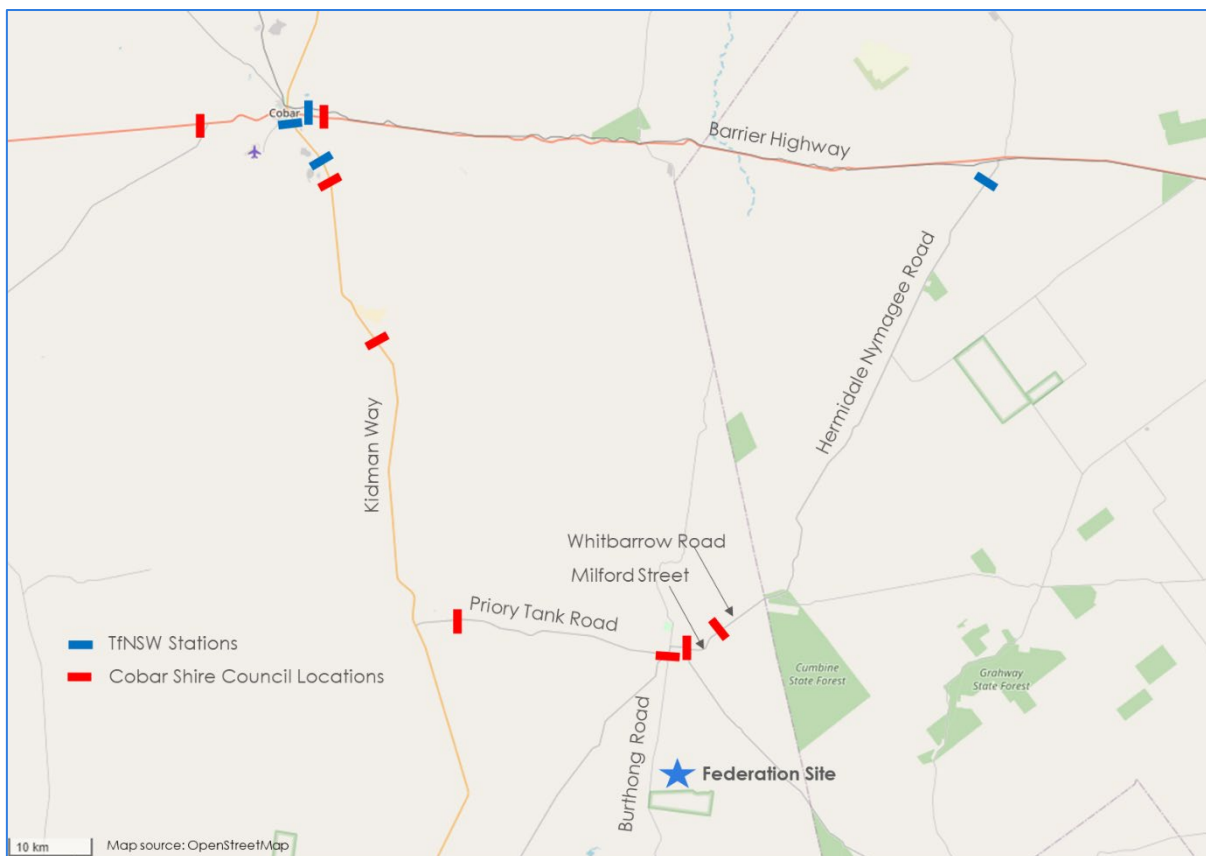 Cobar
Barrier Highway
Hermidale Nymagee Road
Kidman Way
Whitbarrow Road
Milford Street
Priory Tank Road
TfNSW Stations
Cobar Shire Council Locations
Cumbine
State Forest
Grahway
State Forest
Burthong Road
Federation Site
10 km
Map source: OpenStreetMap